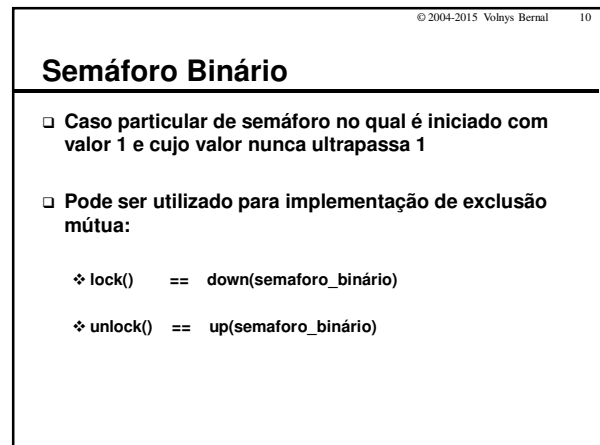 © 2004-2015 Volnys Bernal 10
Semáforo Binário
❑ Caso particular de semáforo no qual é iniciado com
valor 1 e cujo valor nunca ultrapassa 1
❑ Pode ser utilizado para implementação de exclusão
mútua:
❖ lock() == down(semaforo_binário)
❖ unlock() == up(semaforo_binário)